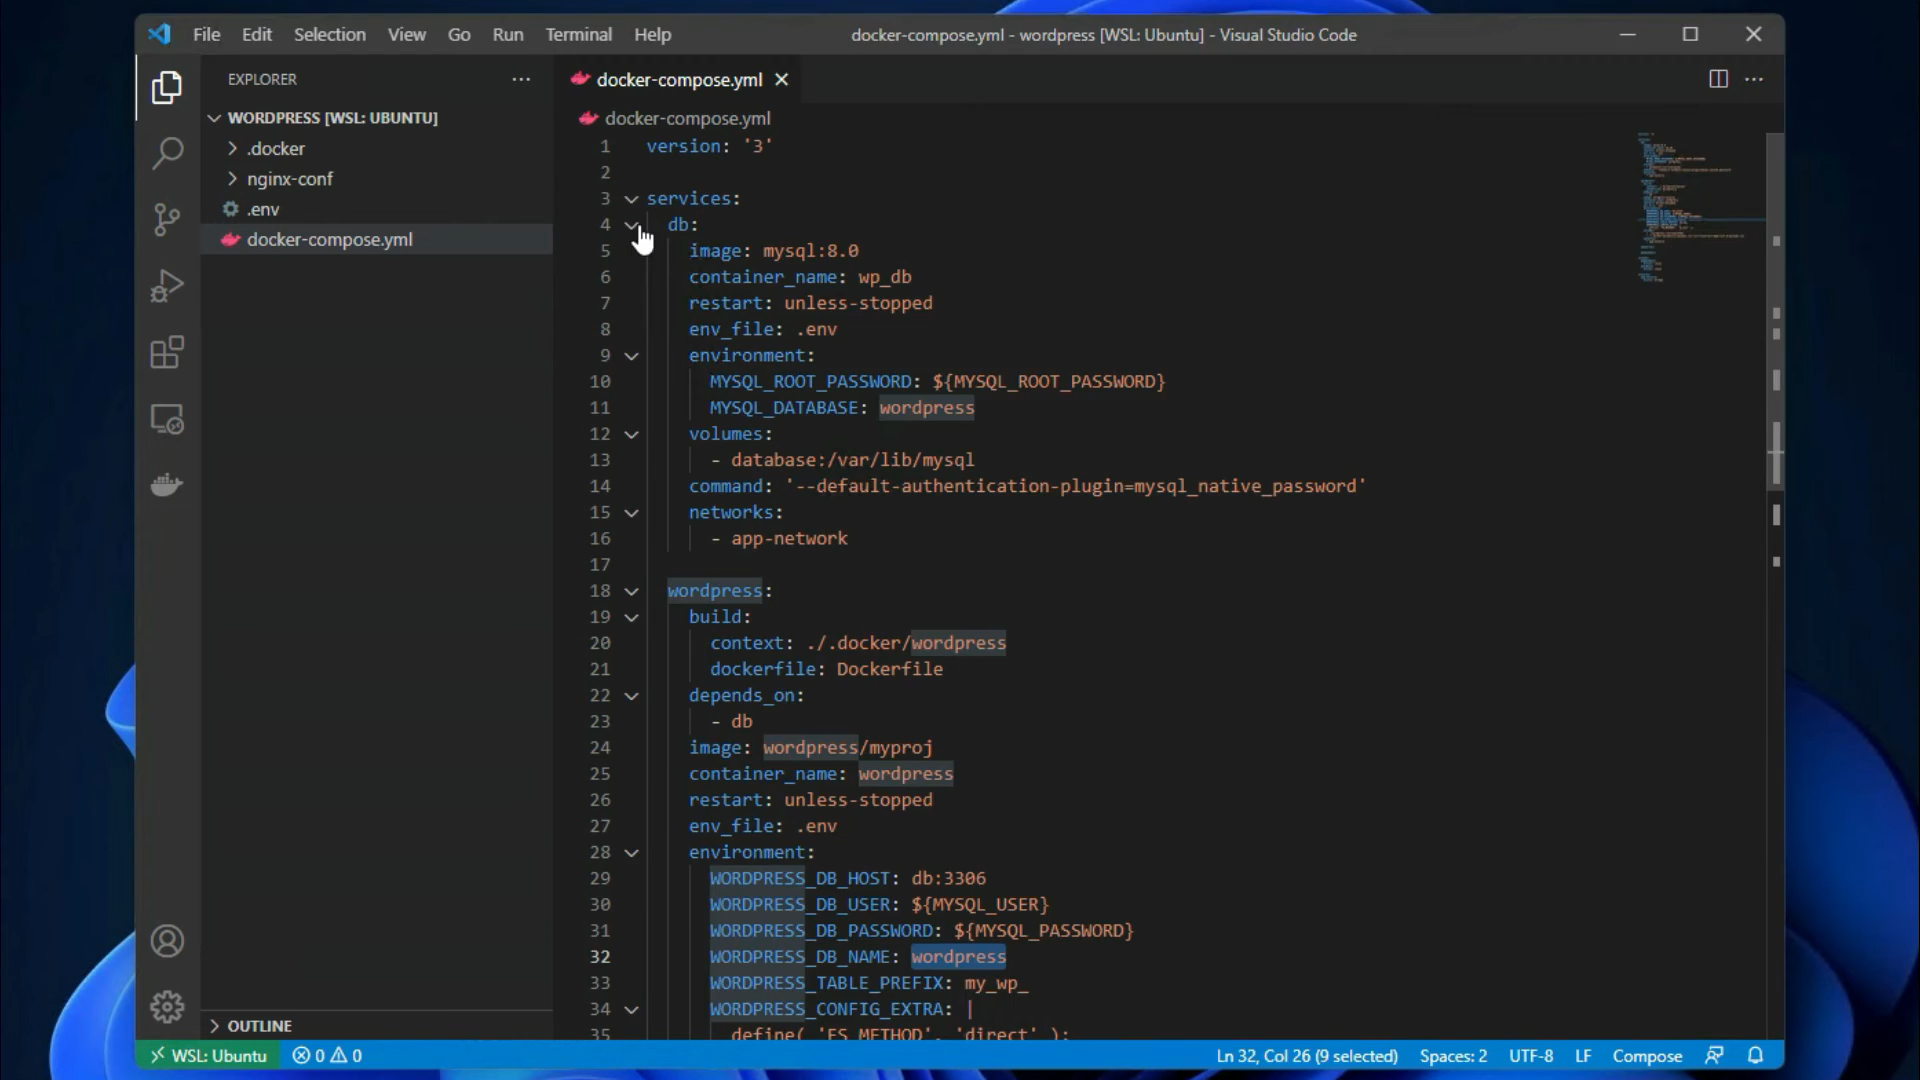 File Edit Selection View Go Run Terminal Help docker-compose.yml - wordpress [WSL: Ubuntu] - Visual Studio Code
EXPLORER
WORDPRESS [WSL: UBUNTU]
.docker
nginx-conf
.env
docker-compose.yml
OUTLINE
docker-compose.yml
docker-compose.yml
1 version: '3'
2
3 services:
4 db:
5 image: mysql:8.0
6 container_name: wp_db
7 restart: unless-stopped
8 env_file: .env
9 environment:
10 MYSQL_ROOT_PASSWORD: ${MYSQL_ROOT_PASSWORD}
11 MYSQL_DATABASE: wordpress
12 volumes:
13 - database:/var/lib/mysql
14 command: '--default-authentication-plugin=mysql_native_password'
15 networks:
16 - app-network
17
18 wordpress:
19 build:
20 context: ./.docker/wordpress
21 dockerfile: Dockerfile
22 depends_on:
23 - db
24 image: wordpress/myproj
25 container_name: wordpress
26 restart: unless-stopped
27 env_file: .env
28 environment:
29 WORDPRESS_DB_HOST: db:3306
30 WORDPRESS_DB_USER: ${MYSQL_USER}
31 WORDPRESS_DB_PASSWORD: ${MYSQL_PASSWORD}
32 WORDPRESS_DB_NAME: wordpress
33 WORDPRESS_TABLE_PREFIX: my_wp_
34 WORDPRESS_CONFIG_EXTRA: |
35 define( 'FS_METHOD', 'direct' );
WSL: Ubuntu 0 0 Ln 32, Col 26 (9 selected) Spaces: 2 UTF-8 LF Compose